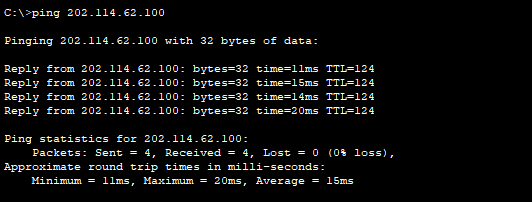 C:\>ping 202.114.62.100
Pinging 202.114.62.100 with 32 bytes of data:
Reply from 202.114.62.100: bytes=32 time=11ms TTL=124
Reply from 202.114.62.100: bytes=32 time=15ms TTL=124
Reply from 202.114.62.100: bytes=32 time=14ms TTL=124
Reply from 202.114.62.100: bytes=32 time=20ms TTL=124
Ping statistics for 202.114.62.100:
    Packets: Sent = 4, Received = 4, Lost = 0 (0% loss),
Approximate round trip times in milli-seconds:
    Minimum = 11ms, Maximum = 20ms, Average = 15ms